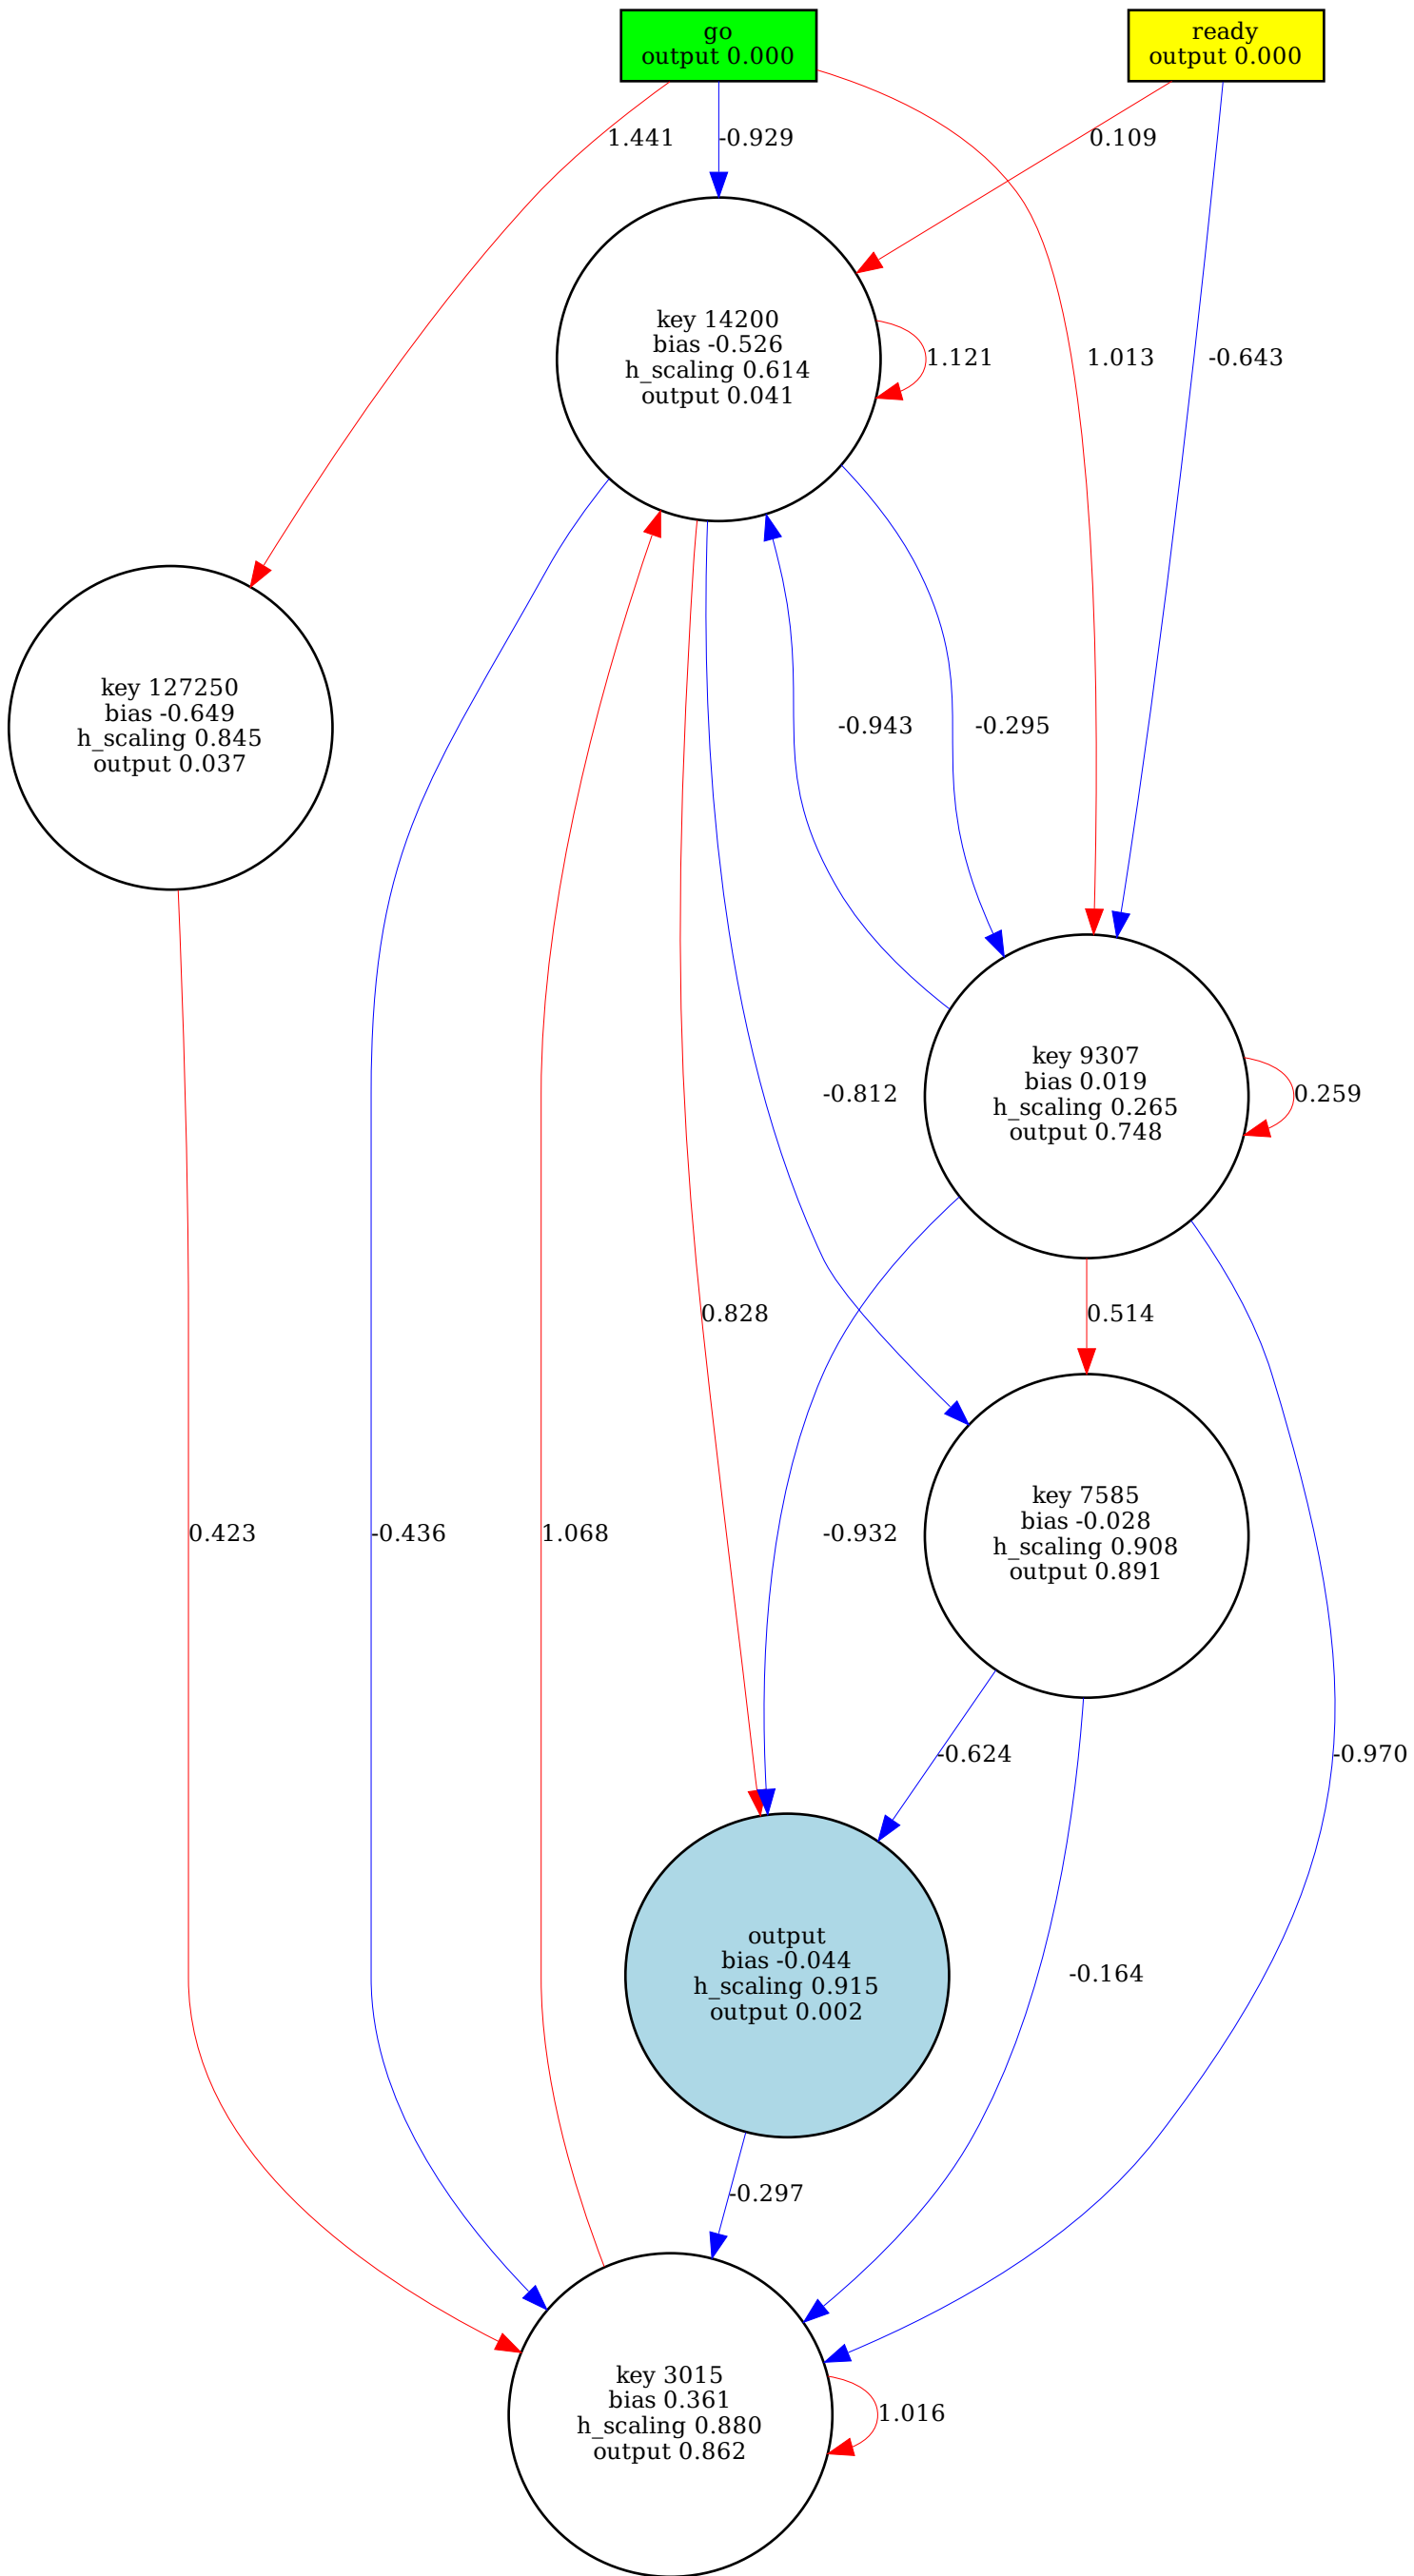 go
output 0.000
ready
output 0.000
1.441
-0.929
0.109
key 14200
bias -0.526
h_scaling 0.614
output 0.041
1.121
1.013
-0.643
key 127250
bias -0.649
h_scaling 0.845
output 0.037
-0.943
-0.295
key 9307
bias 0.019
h_scaling 0.265
output 0.748
-0.812
0.259
0.828
0.514
key 7585
bias -0.028
h_scaling 0.908
output 0.891
0.423
-0.436
1.068
-0.932
-0.624
-0.970
output
bias -0.044
h_scaling 0.915
output 0.002
-0.164
-0.297
key 3015
bias 0.361
h_scaling 0.880
output 0.862
1.016